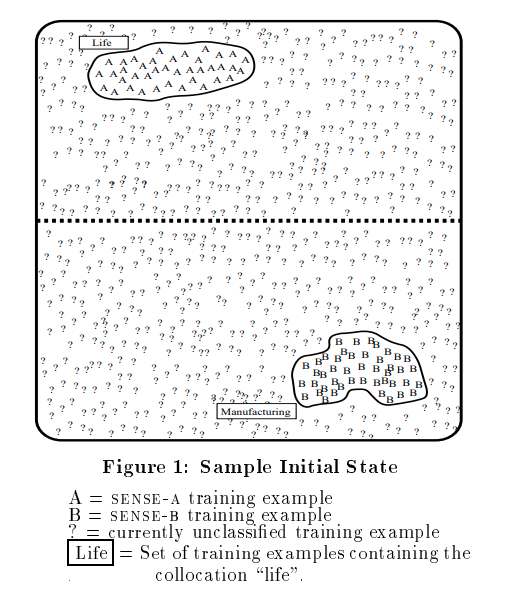 Life
Manufacturing
Figure 1: Sample Initial State
A = SENSE-A training example
B = SENSE-B training example
? = currently unclassified training example
Life = Set of training examples containing the
collocation “life”.